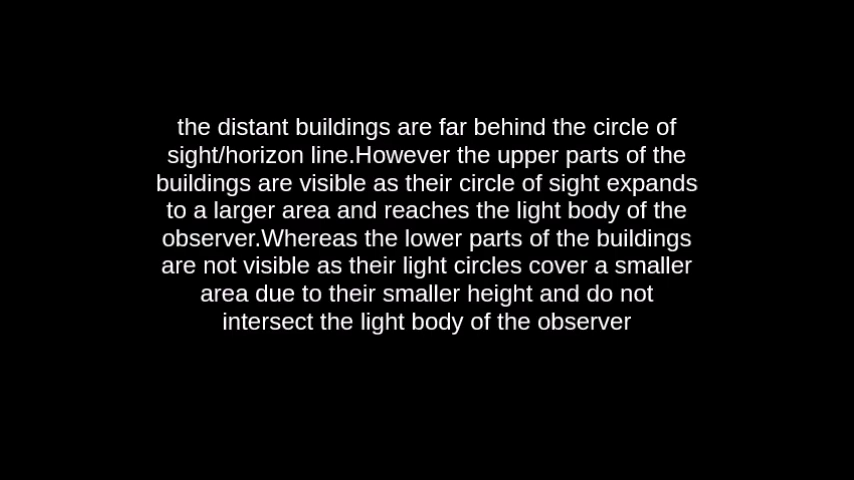 the distant buildings are far behind the circle of
sight/horizon line.However the upper parts of the
buildings are visible as their circle of sight expands
to a larger area and reaches the light body of the
observer.Whereas the lower parts of the buildings
are not visible as their light circles cover a smaller
area due to their smaller height and do not
intersect the light body of the observer